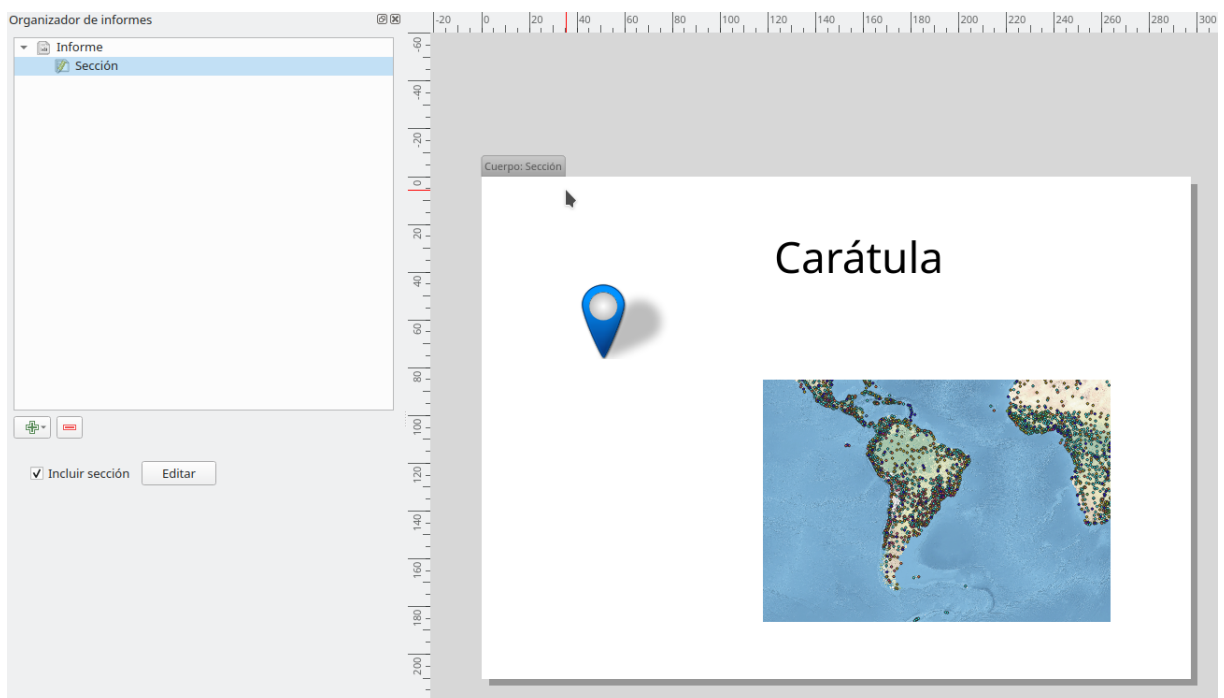 Organizador de informes
Informe
Sección
Incluir sección
Editar
-20 0 20 40 60 80 100 120 140 160 180 200 220 240 260 280 300
-60
-40
-20
0
20
40
60
80
100
120
140
160
180
200
Cuerpo: Sección
Carátula